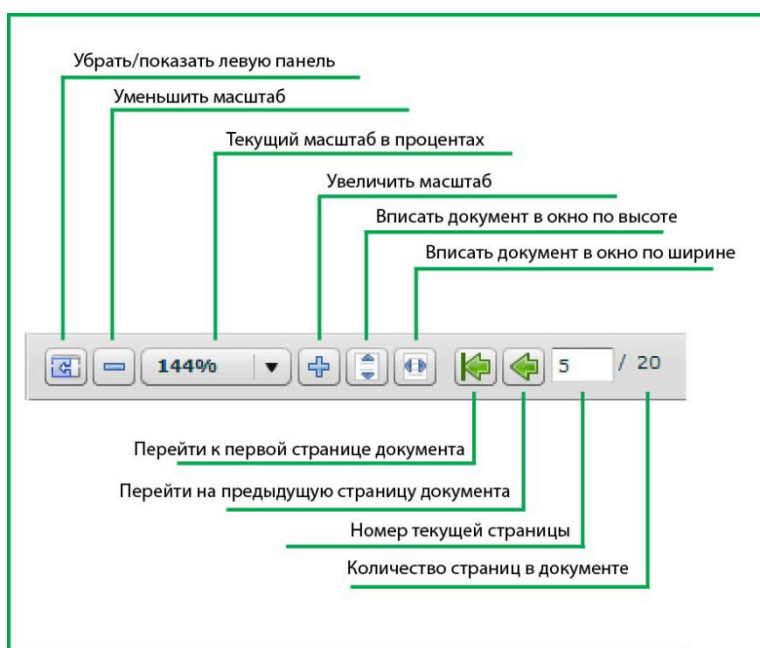 Убрать/показать левую панель
Уменьшить масштаб
Текущий масштаб в процентах
Увеличить масштаб
Вписать документ в окно по высоте
Вписать документ в окно по ширине
144% 5 / 20
Перейти к первой странице документа
Перейти на предыдущую страницу документа
Номер текущей страницы
Количество страниц в документе